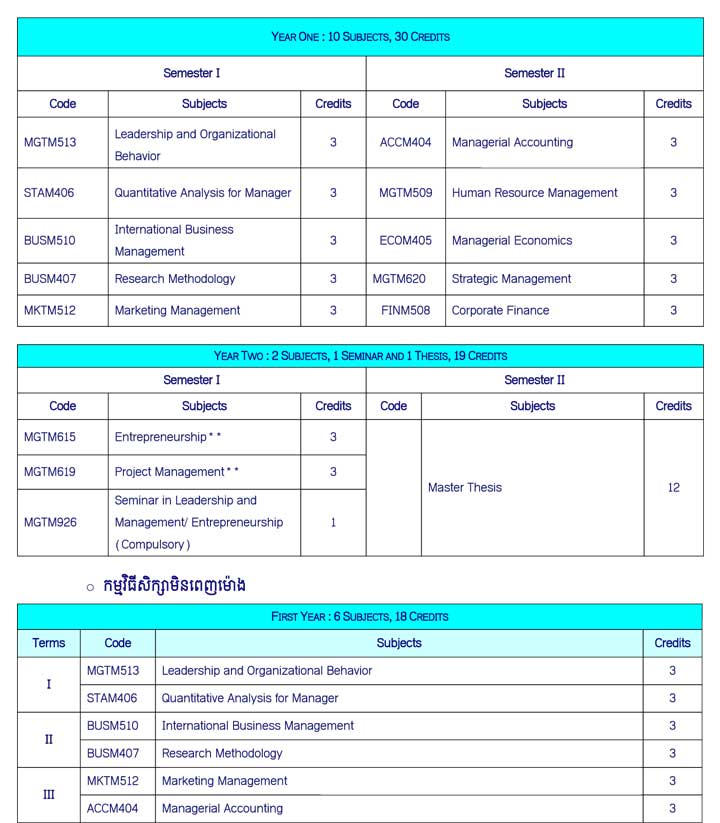 YEAR ONE : 10 SUBJECTS, 30 CREDITS
Semester I Semester II
Code Subjects Credits Code Subjects Credits
MGTM513 Leadership and Organizational Behavior 3 ACCM404 Managerial Accounting 3
STAM406 Quantitative Analysis for Manager 3 MGTM509 Human Resource Management 3
BUSM510 International Business Management 3 ECOM405 Managerial Economics 3
BUSM407 Research Methodology 3 MGTM620 Strategic Management 3
MKTM512 Marketing Management 3 FINM508 Corporate Finance 3
YEAR TWO : 2 SUBJECTS, 1 SEMINAR AND 1 THESIS, 19 CREDITS
Semester I Semester II
Code Subjects Credits Code Subjects Credits
MGTM615 Entrepreneurship** 3
MGTM619 Project Management** 3
Master Thesis 12
MGTM926 Seminar in Leadership and
Management/ Entrepreneurship
(Compulsory) 1
○ កម្មវិធីសិក្សាមិនពេញម៉ោង
FIRST YEAR : 6 SUBJECTS, 18 CREDITS
Terms Code Subjects Credits
I MGTM513 Leadership and Organizational Behavior 3
STAM406 Quantitative Analysis for Manager 3
II BUSM510 International Business Management 3
BUSM407 Research Methodology 3
III MKTM512 Marketing Management 3
ACCM404 Managerial Accounting 3